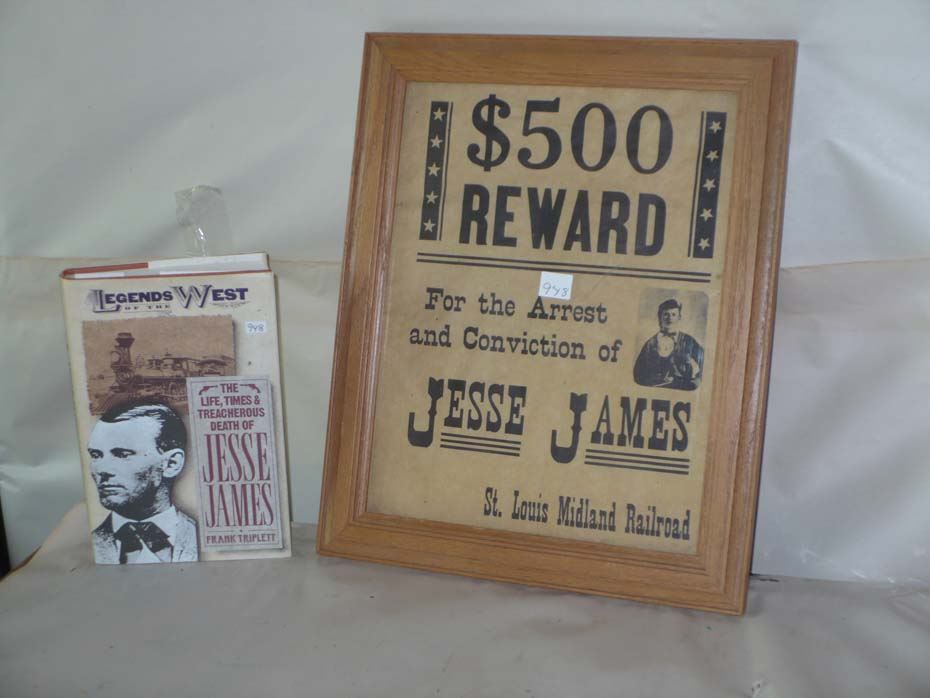 LEGENDS
OF THE
WEST
948
THE
LIFE, TIMES &
TREACHEROUS
DEATH OF
JESSE
JAMES
FRANK TRIPLETT
$500
REWARD
948
For the Arrest
and Conviction of
JESSE JAMES
St. Louis Midland Railroad